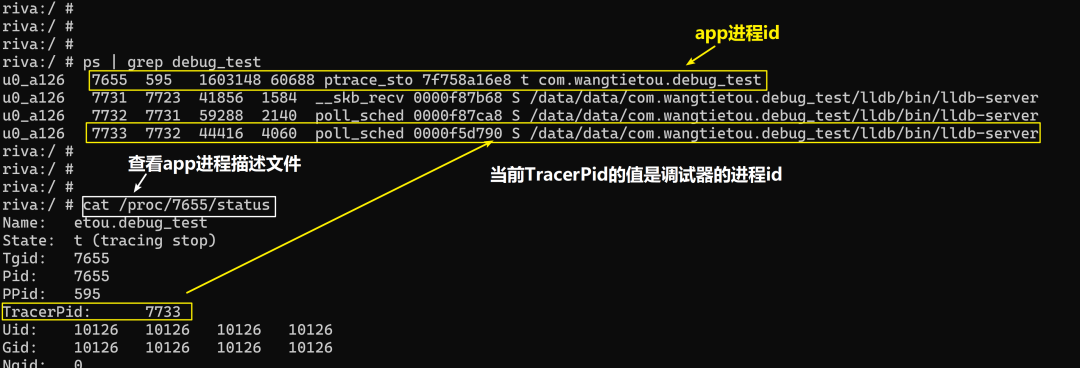 riva:/ #
riva:/ #
riva:/ #
app进程id
riva:/ # ps | grep debug_test
u0_a126 7655 595 1603148 60688 ptrace_sto 7f758a16e8 t com.wangtietou.debug_test
u0_a126 7731 7723 41856 1584 __skb_recv 0000f87b68 S /data/data/com.wangtietou.debug_test/lldb/bin/lldb-server
u0_a126 7732 7731 59288 2140 poll_sched 0000f87ca8 S /data/data/com.wangtietou.debug_test/lldb/bin/lldb-server
u0_a126 7733 7732 44416 4060 poll_sched 0000f5d790 S /data/data/com.wangtietou.debug_test/lldb/bin/lldb-server
riva:/ #
riva:/ #
查看app进程描述文件
当前TracerPid的值是调试器的进程id
riva:/ #
riva:/ # cat /proc/7655/status
Name: etou.debug_test
State: t (tracing stop)
Tgid: 7655
Pid: 7655
PPid: 595
TracerPid: 7733
Uid: 10126 10126 10126 10126
Gid: 10126 10126 10126 10126
Ngid: 0